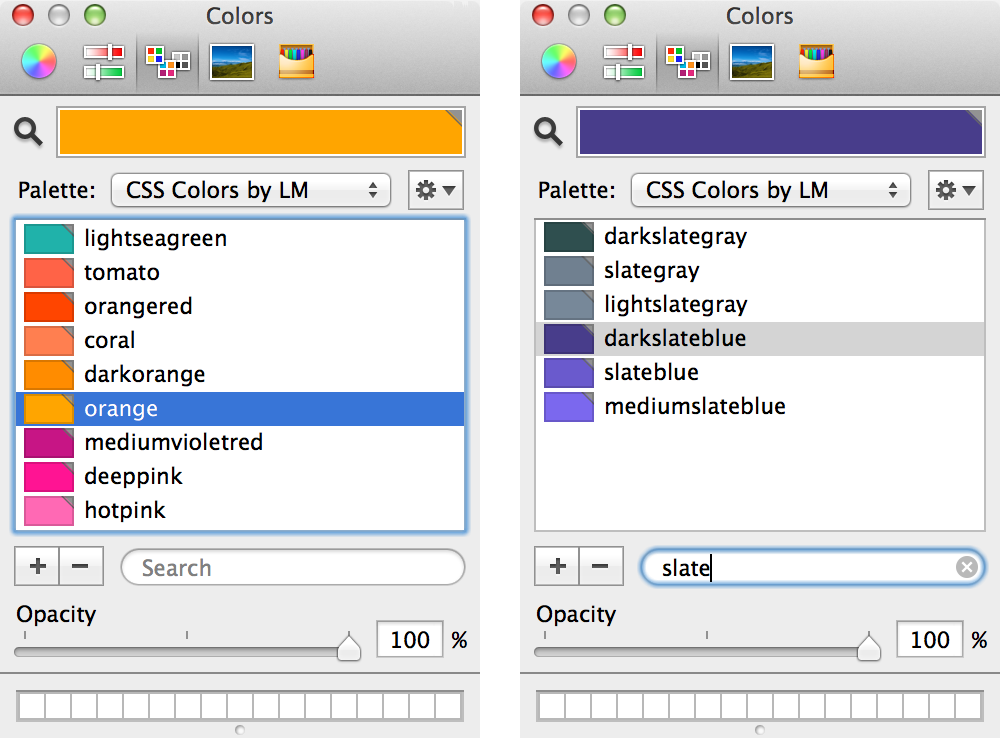 Colors
Palette: CSS Colors by LM
lightseagreen
tomato
orangered
coral
darkorange
orange
mediumvioletred
deeppink
hotpink
Search
Opacity
100 %
Colors
Palette: CSS Colors by LM
darkslategray
slategray
lightslategray
darkslateblue
slateblue
mediumslateblue
slate
Opacity
100 %